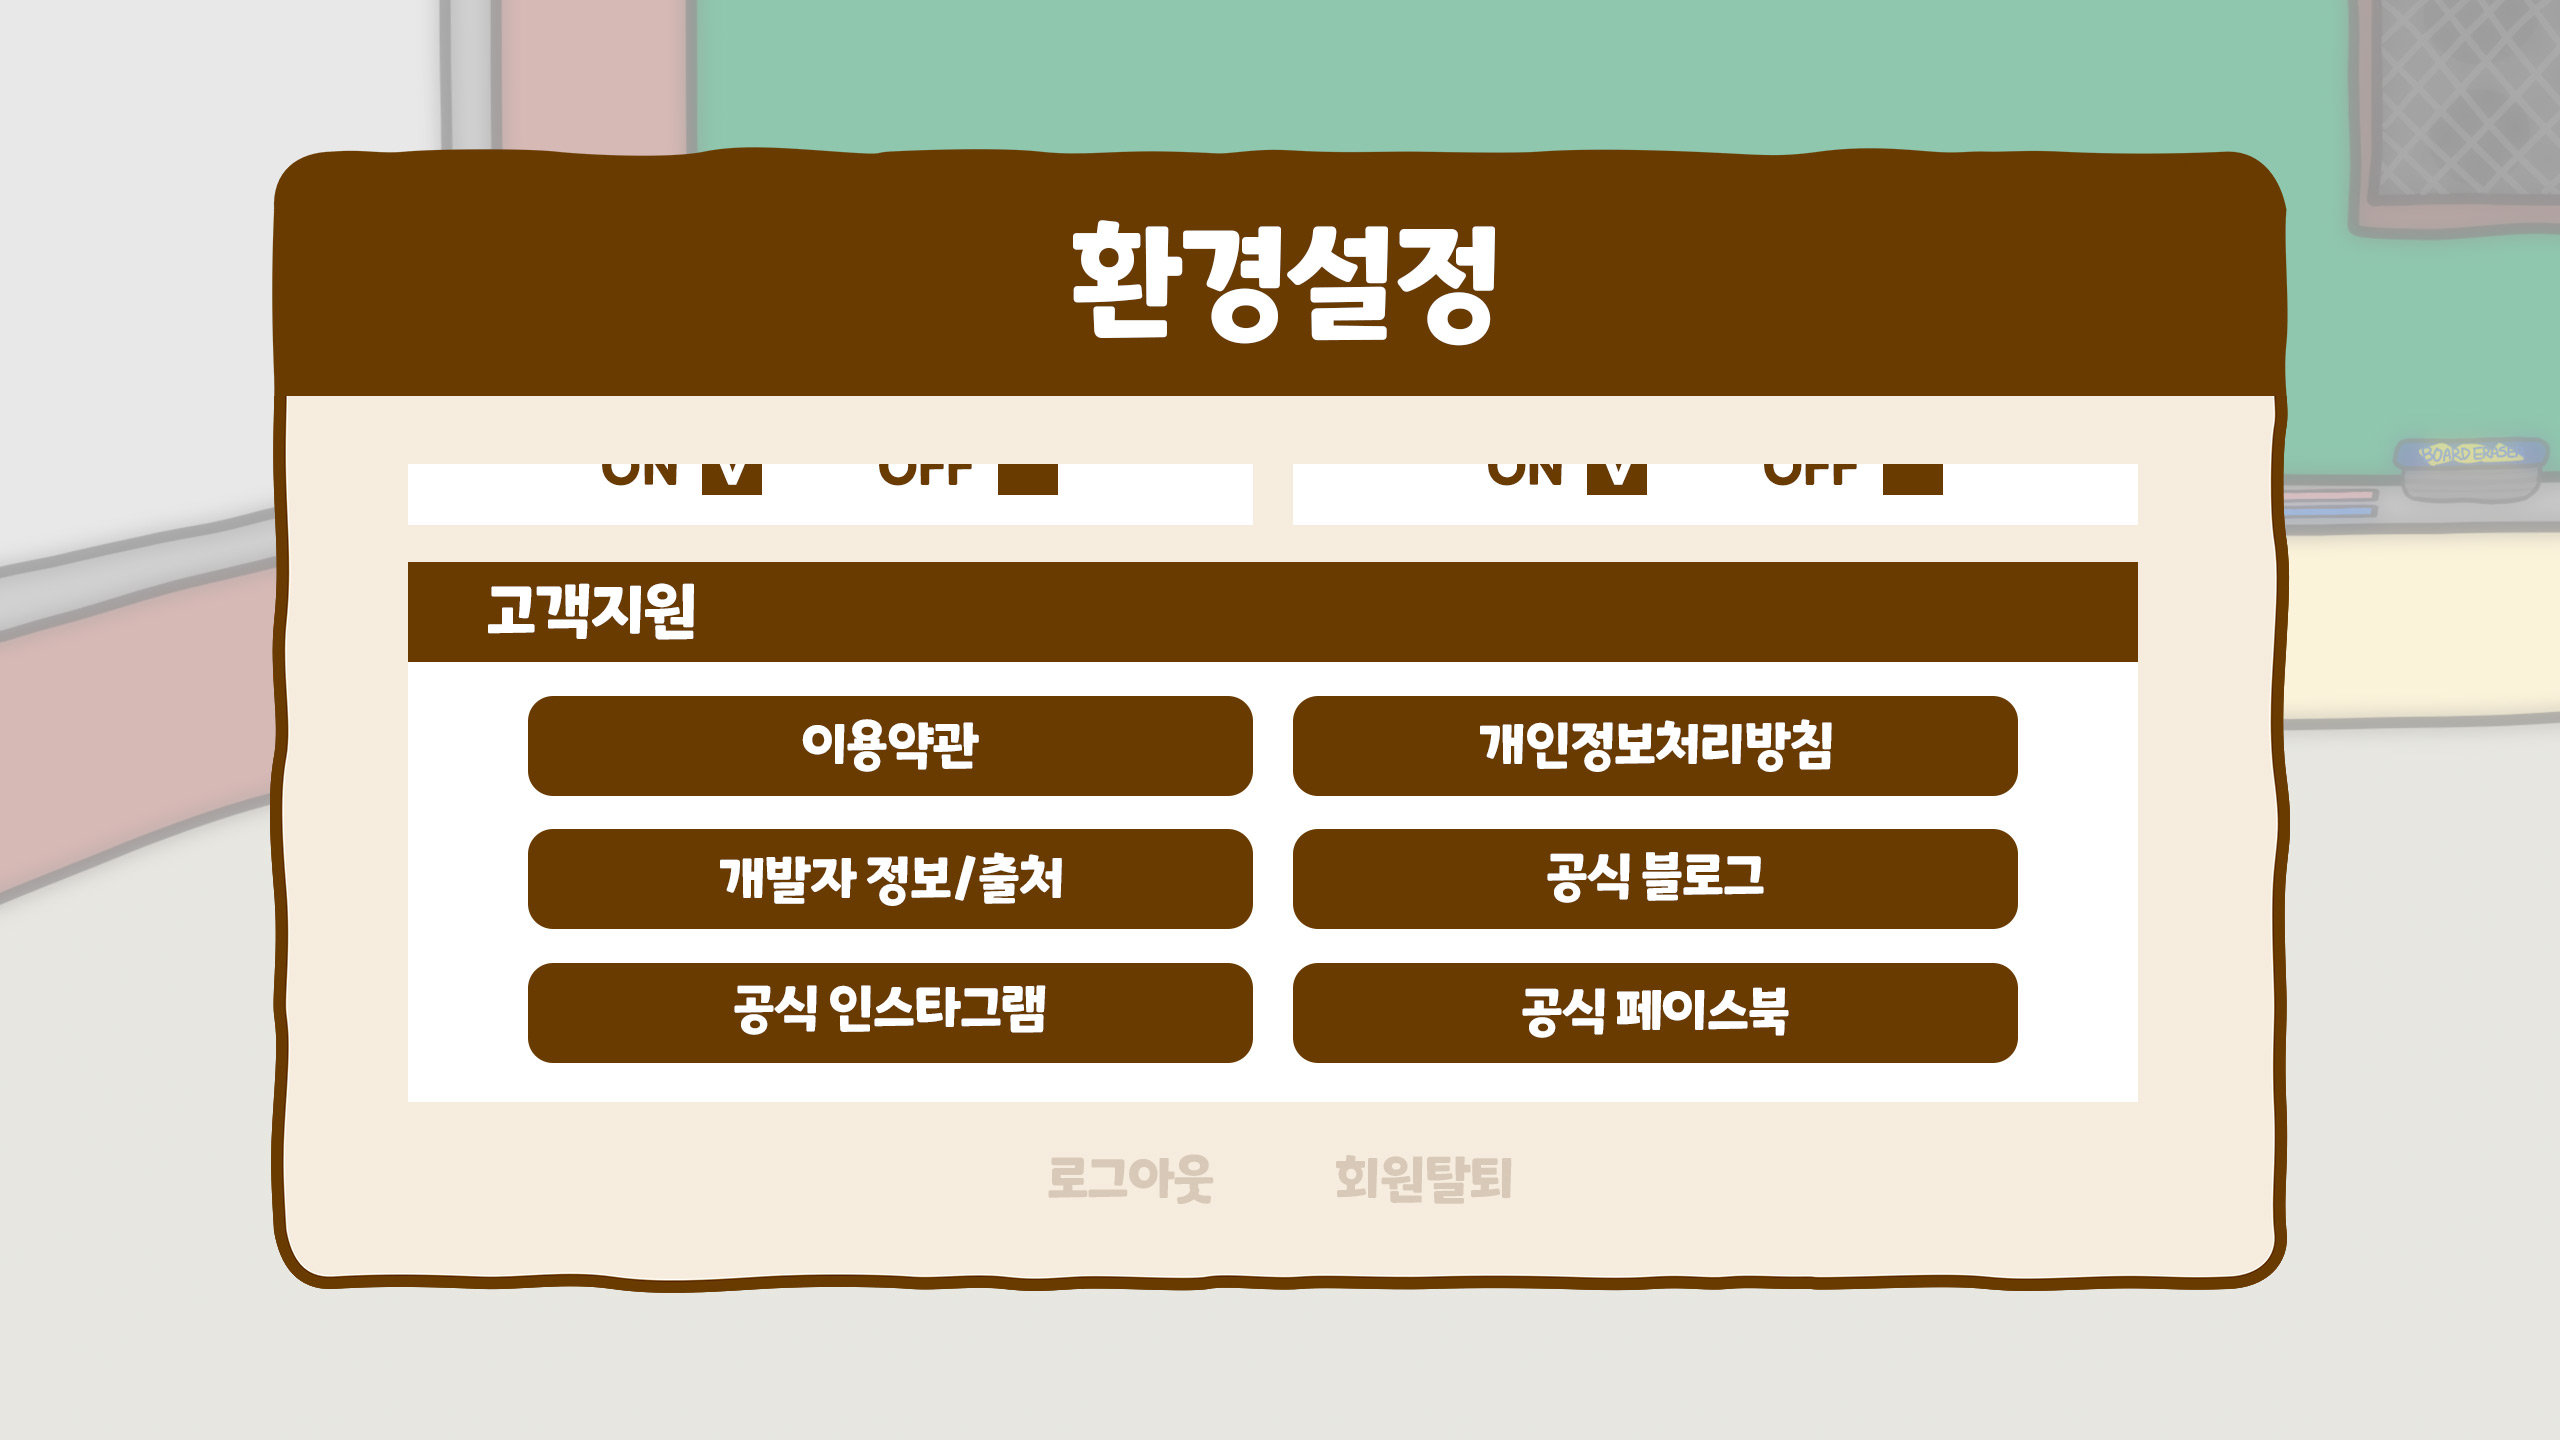 환경설정
ON V OFF ON V OFF
BOARD ERASER
고객지원
이용약관 개인정보처리방침
개발자 정보/출처 공식 블로그
공식 인스타그램 공식 페이스북
로그아웃 회원탈퇴